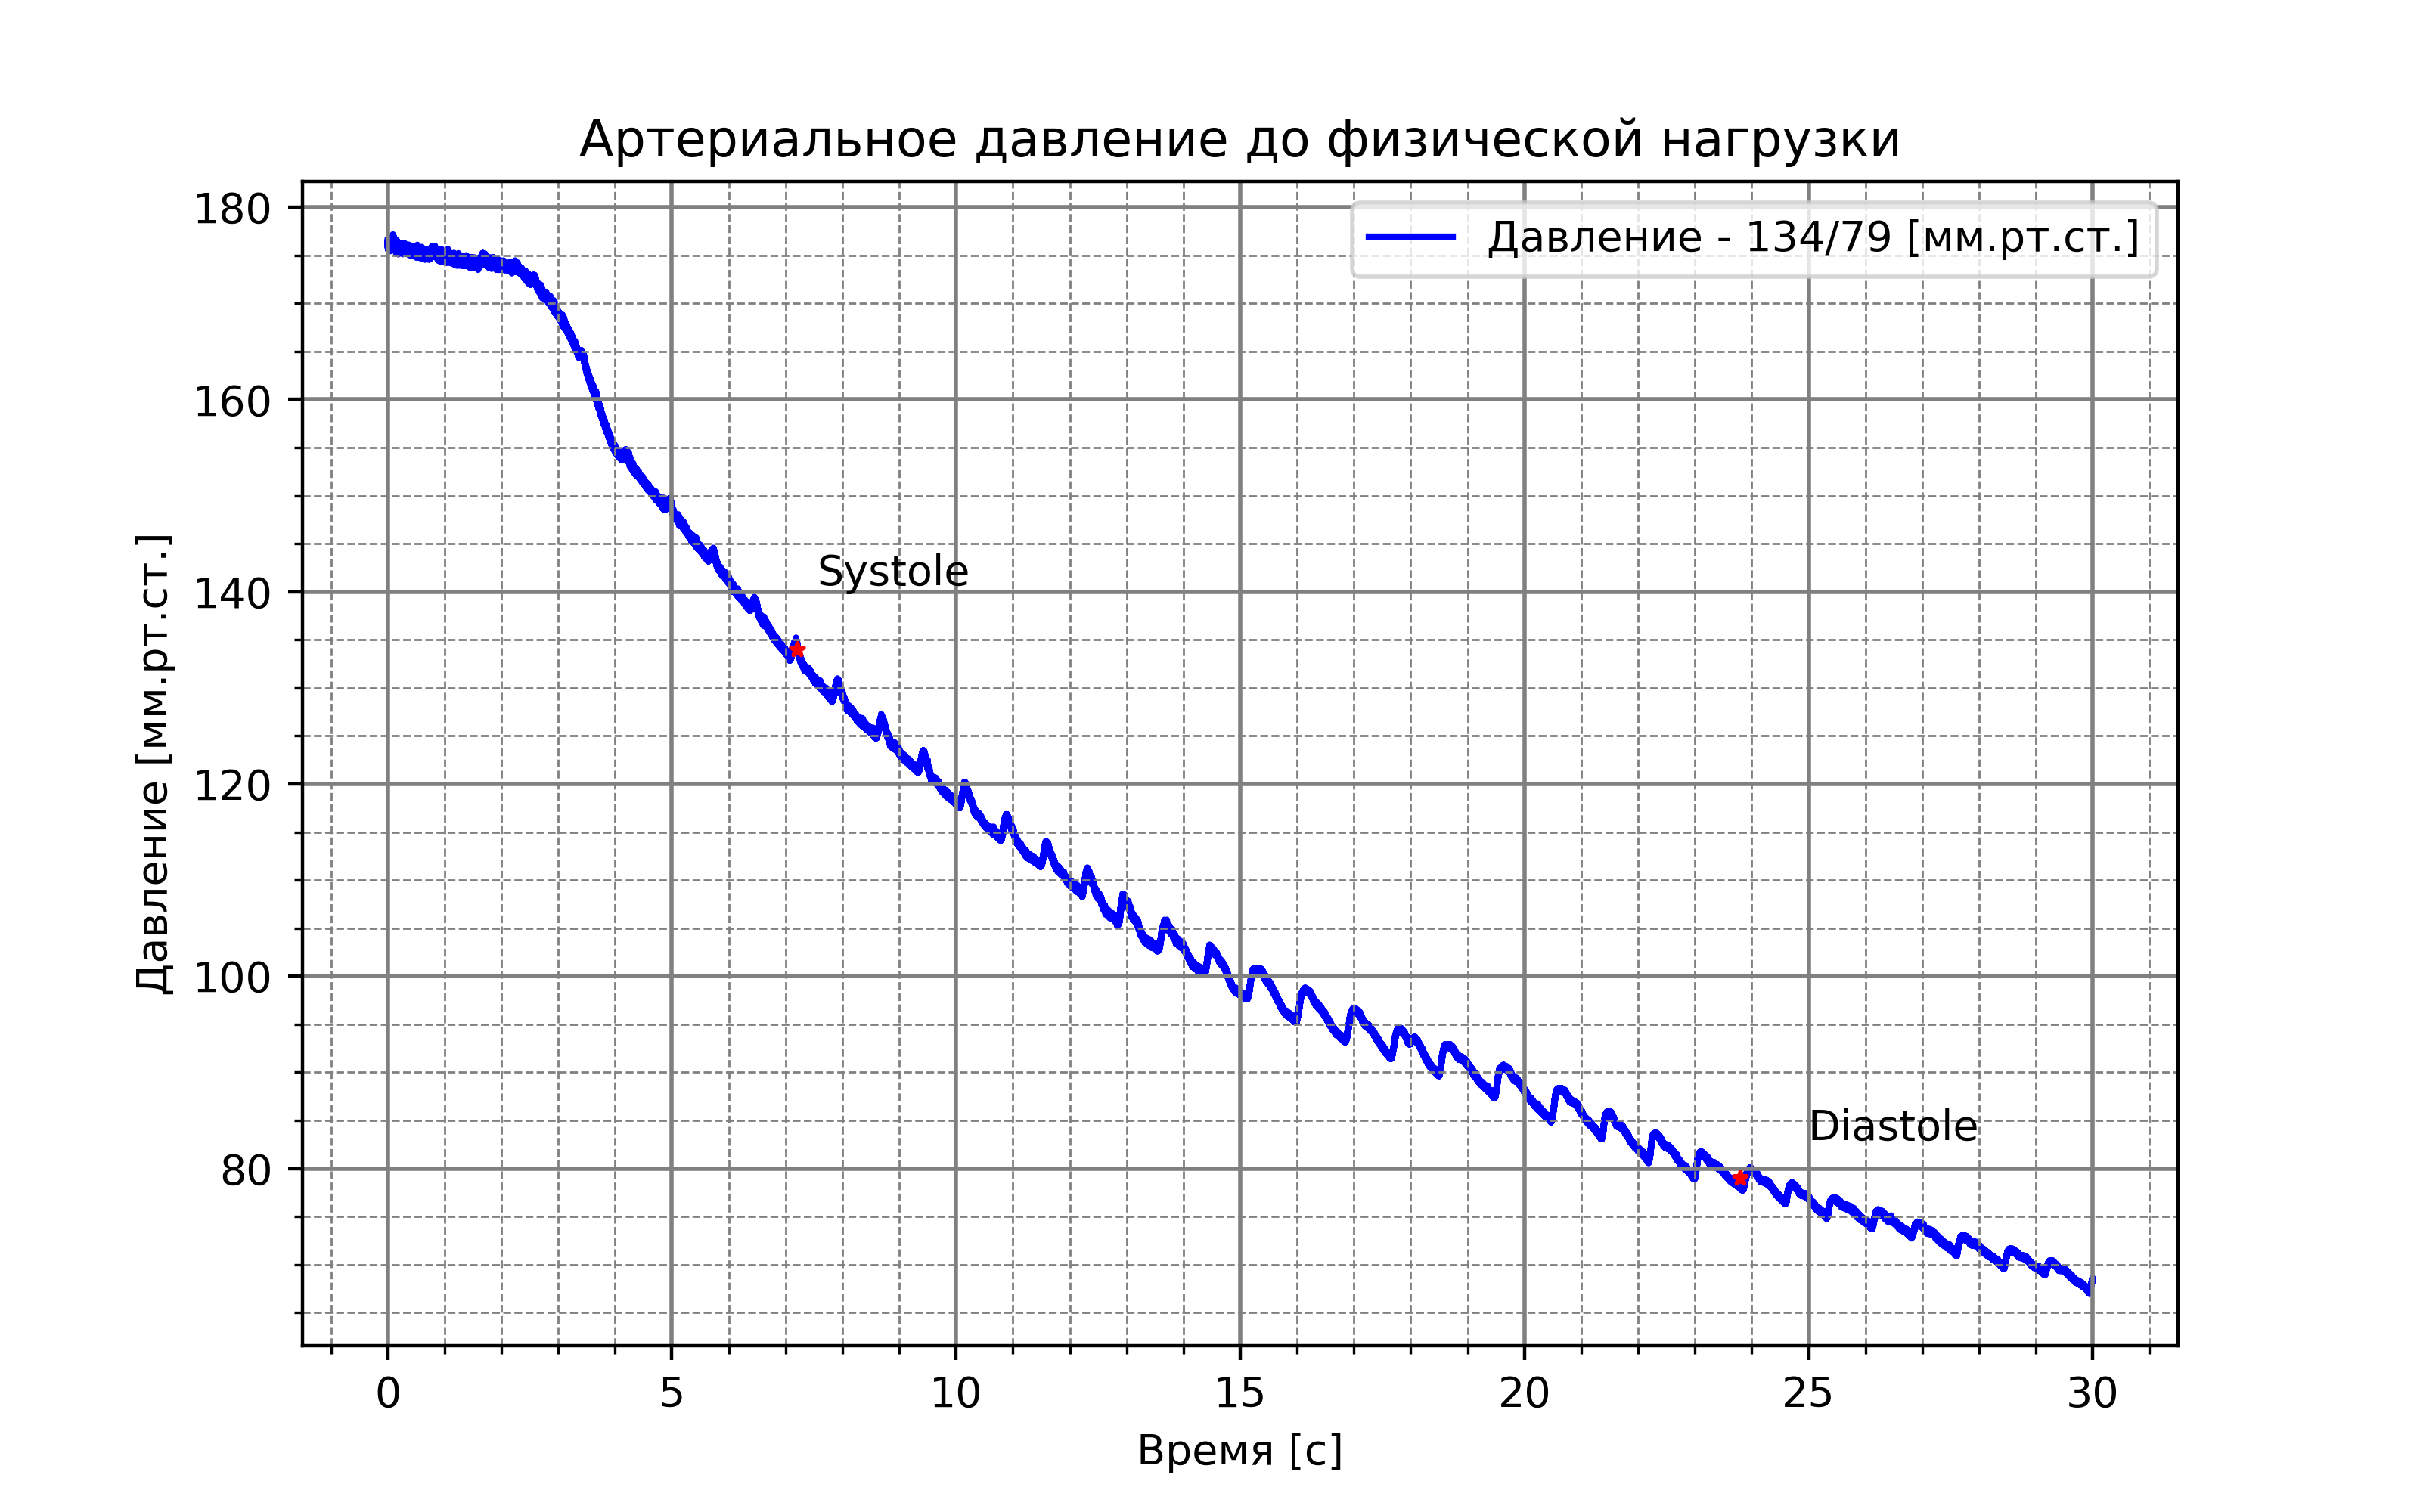 Артериальное давление до физической нагрузки
180
160
140
120
100
80
Давление [мм.рт.ст.]
Давление - 134/79 [мм.рт.ст.]
Systole
Diastole
0 5 10 15 20 25 30
Время [с]